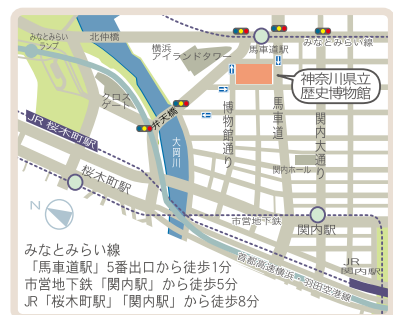 みなとみらい
ランプ
北仲橋
横浜
アイランドタワー
馬車道駅
みなとみらい線
神奈川県立
歴史博物館
クロス
ゲート
弁天橋
大岡川
博物館通り
馬車道
関内大通り
関内ホール
JR 桜木町駅
桜木町駅
市営地下鉄
関内駅
N
首都高速横浜
羽田空港線
JR
関内駅
みなとみらい線
「馬車道駅」5番出口から徒歩1分
市営地下鉄「関内駅」から徒歩5分
JR「桜木町駅」「関内駅」から徒歩8分